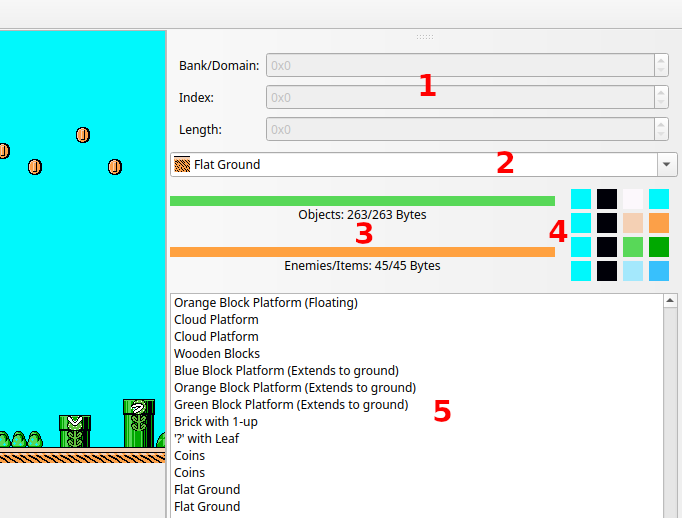 Bank/Domain: 0x0
1
Index: 0x0
Length: 0x0
Flat Ground 2
Objects: 263/263 Bytes
3 4
Enemies/Items: 45/45 Bytes
Orange Block Platform (Floating)
Cloud Platform
Cloud Platform
Wooden Blocks
Blue Block Platform (Extends to ground)
Orange Block Platform (Extends to ground)
Green Block Platform (Extends to ground) 5
Brick with 1-up
'?' with Leaf
Coins
Coins
Flat Ground
Flat Ground